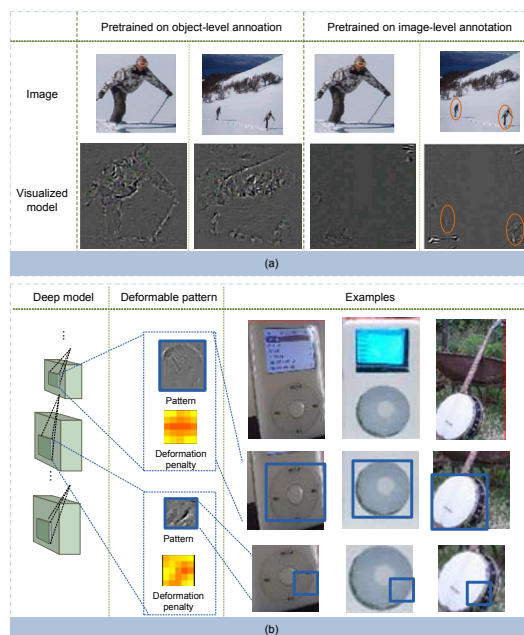 Pretrained on object-level annoation
Pretrained on image-level annotation
Image
Visualized model
(a)
Deep model
Deformable pattern
Examples
Pattern
Deformation penalty
Pattern
Deformation penalty
(b)